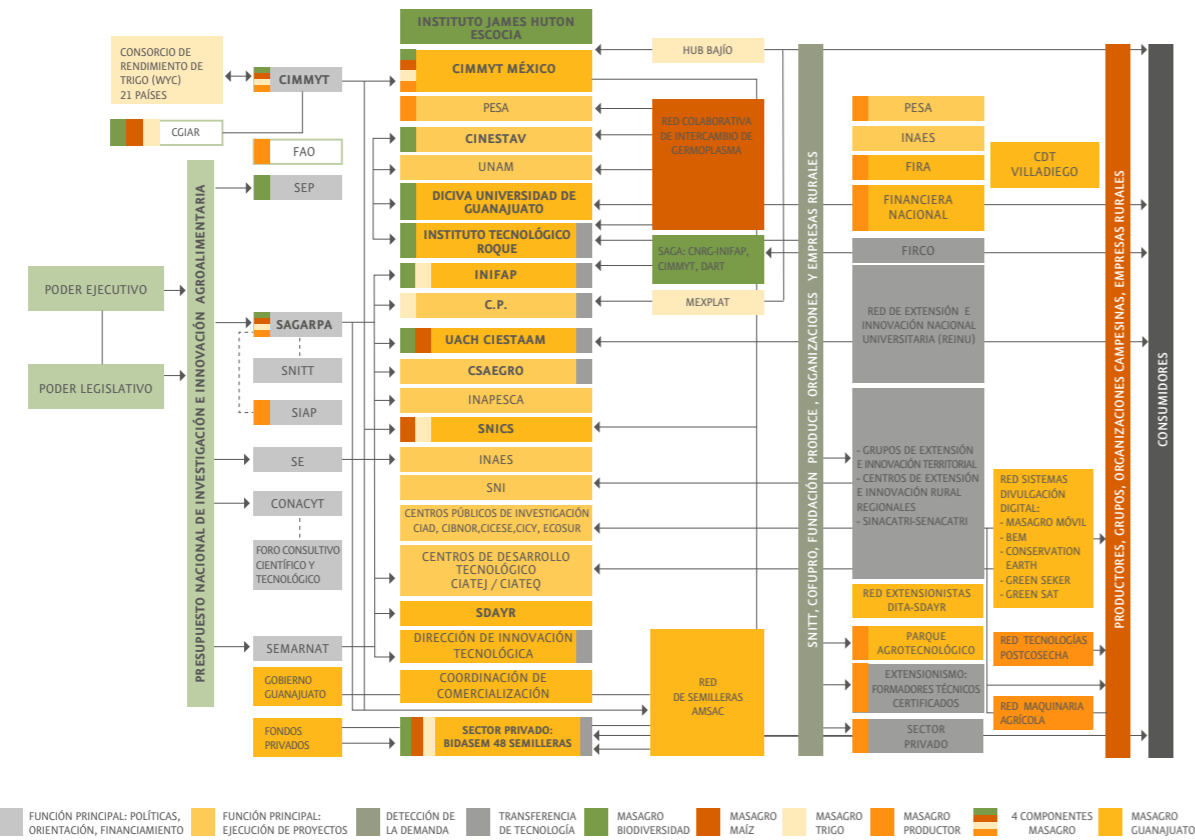 INSTITUTO JAMES HUTON
ESCOCIA
CONSORCIO DE
RENDIMIENTO DE
TRIGO (WYC)
21 PAÍSES
CIMMYT
CGIAR
FAO
SEP
PRESUPUESTO NACIONAL DE INVESTIGACIÓN E INNOVACIÓN AGROALIMENTARIA
PODER EJECUTIVO
PODER LEGISLATIVO
SAGARPA
SNITT
SIAP
SE
CONACYT
FORO CONSULTIVO
CIENTÍFICO Y
TECNOLÓGICO
SEMARNAT
GOBIERNO
GUANAJUATO
FONDOS
PRIVADOS
CIMMYT MÉXICO
PESA
CINESTAV
UNAM
DICIVA UNIVERSIDAD DE
GUANAJUATO
INSTITUTO TECNOLÓGICO
ROQUE
INIFAP
C.P.
UACH CIESTAAM
CSAEGRO
INAPESCA
SNICS
INAES
SNI
CENTROS PÚBLICOS DE INVESTIGACIÓN
CIAD, CIBNOR,CICESE,CICY, ECOSUR
CENTROS DE DESARROLLO
TECNOLÓGICO
CIATEJ / CIATEQ
SDAYR
DIRECCIÓN DE INNOVACIÓN
TECNOLÓGICA
COORDINACIÓN DE
COMERCIALIZACIÓN
SECTOR PRIVADO:
BIDASEM 48 SEMILLERAS
HUB BAJÍO
RED COLABORATIVA
DE INTERCAMBIO DE
GERMOPLASMA
SAGA: CNRG-INIFAP,
CIMMYT, DART
MEXPLAT
RED
DE SEMILLERAS
AMSAC
SNITT, COFUPRO, FUNDACIÓN PRODUCE , ORGANIZACIONES Y EMPRESAS RURALES
PESA
INAES
FIRA
FINANCIERA
NACIONAL
FIRCO
RED DE EXTENSIÓN E
INNOVACIÓN NACIONAL
UNIVERSITARIA (REINU)
- GRUPOS DE EXTENSIÓN
E INNOVACIÓN TERRITORIAL
- CENTROS DE EXTENSIÓN
E INNOVACIÓN RURAL
REGIONALES
- SINACATRI-SENACATRI
RED EXTENSIONISTAS
DITA-SDAYR
PARQUE
AGROTECNOLÓGICO
EXTENSIONISMO:
FORMADORES TÉCNICOS
CERTIFICADOS
SECTOR
PRIVADO
CDT
VILLADIEGO
RED SISTEMAS
DIVULGACIÓN
DIGITAL:
- MASAGRO MÓVIL
- BEM
- CONSERVATION
EARTH
- GREEN SEKER
- GREEN SAT
RED TECNOLOGÍAS
POSTCOSECHA
RED MAQUINARIA
AGRÍCOLA
PRODUCTORES, GRUPOS, ORGANIZACIONES CAMPESINAS, EMPRESAS RURALES
CONSUMIDORES
FUNCIÓN PRINCIPAL: POLÍTICAS,
ORIENTACIÓN, FINANCIAMIENTO
FUNCIÓN PRINCIPAL:
EJECUCIÓN DE PROYECTOS
DETECCIÓN DE
LA DEMANDA
TRANSFERENCIA
DE TECNOLOGÍA
MASAGRO
BIODIVERSIDAD
MASAGRO
MAÍZ
MASAGRO
TRIGO
MASAGRO
PRODUCTOR
4 COMPONENTES
MASAGRO
MASAGRO
GUANAJUATO